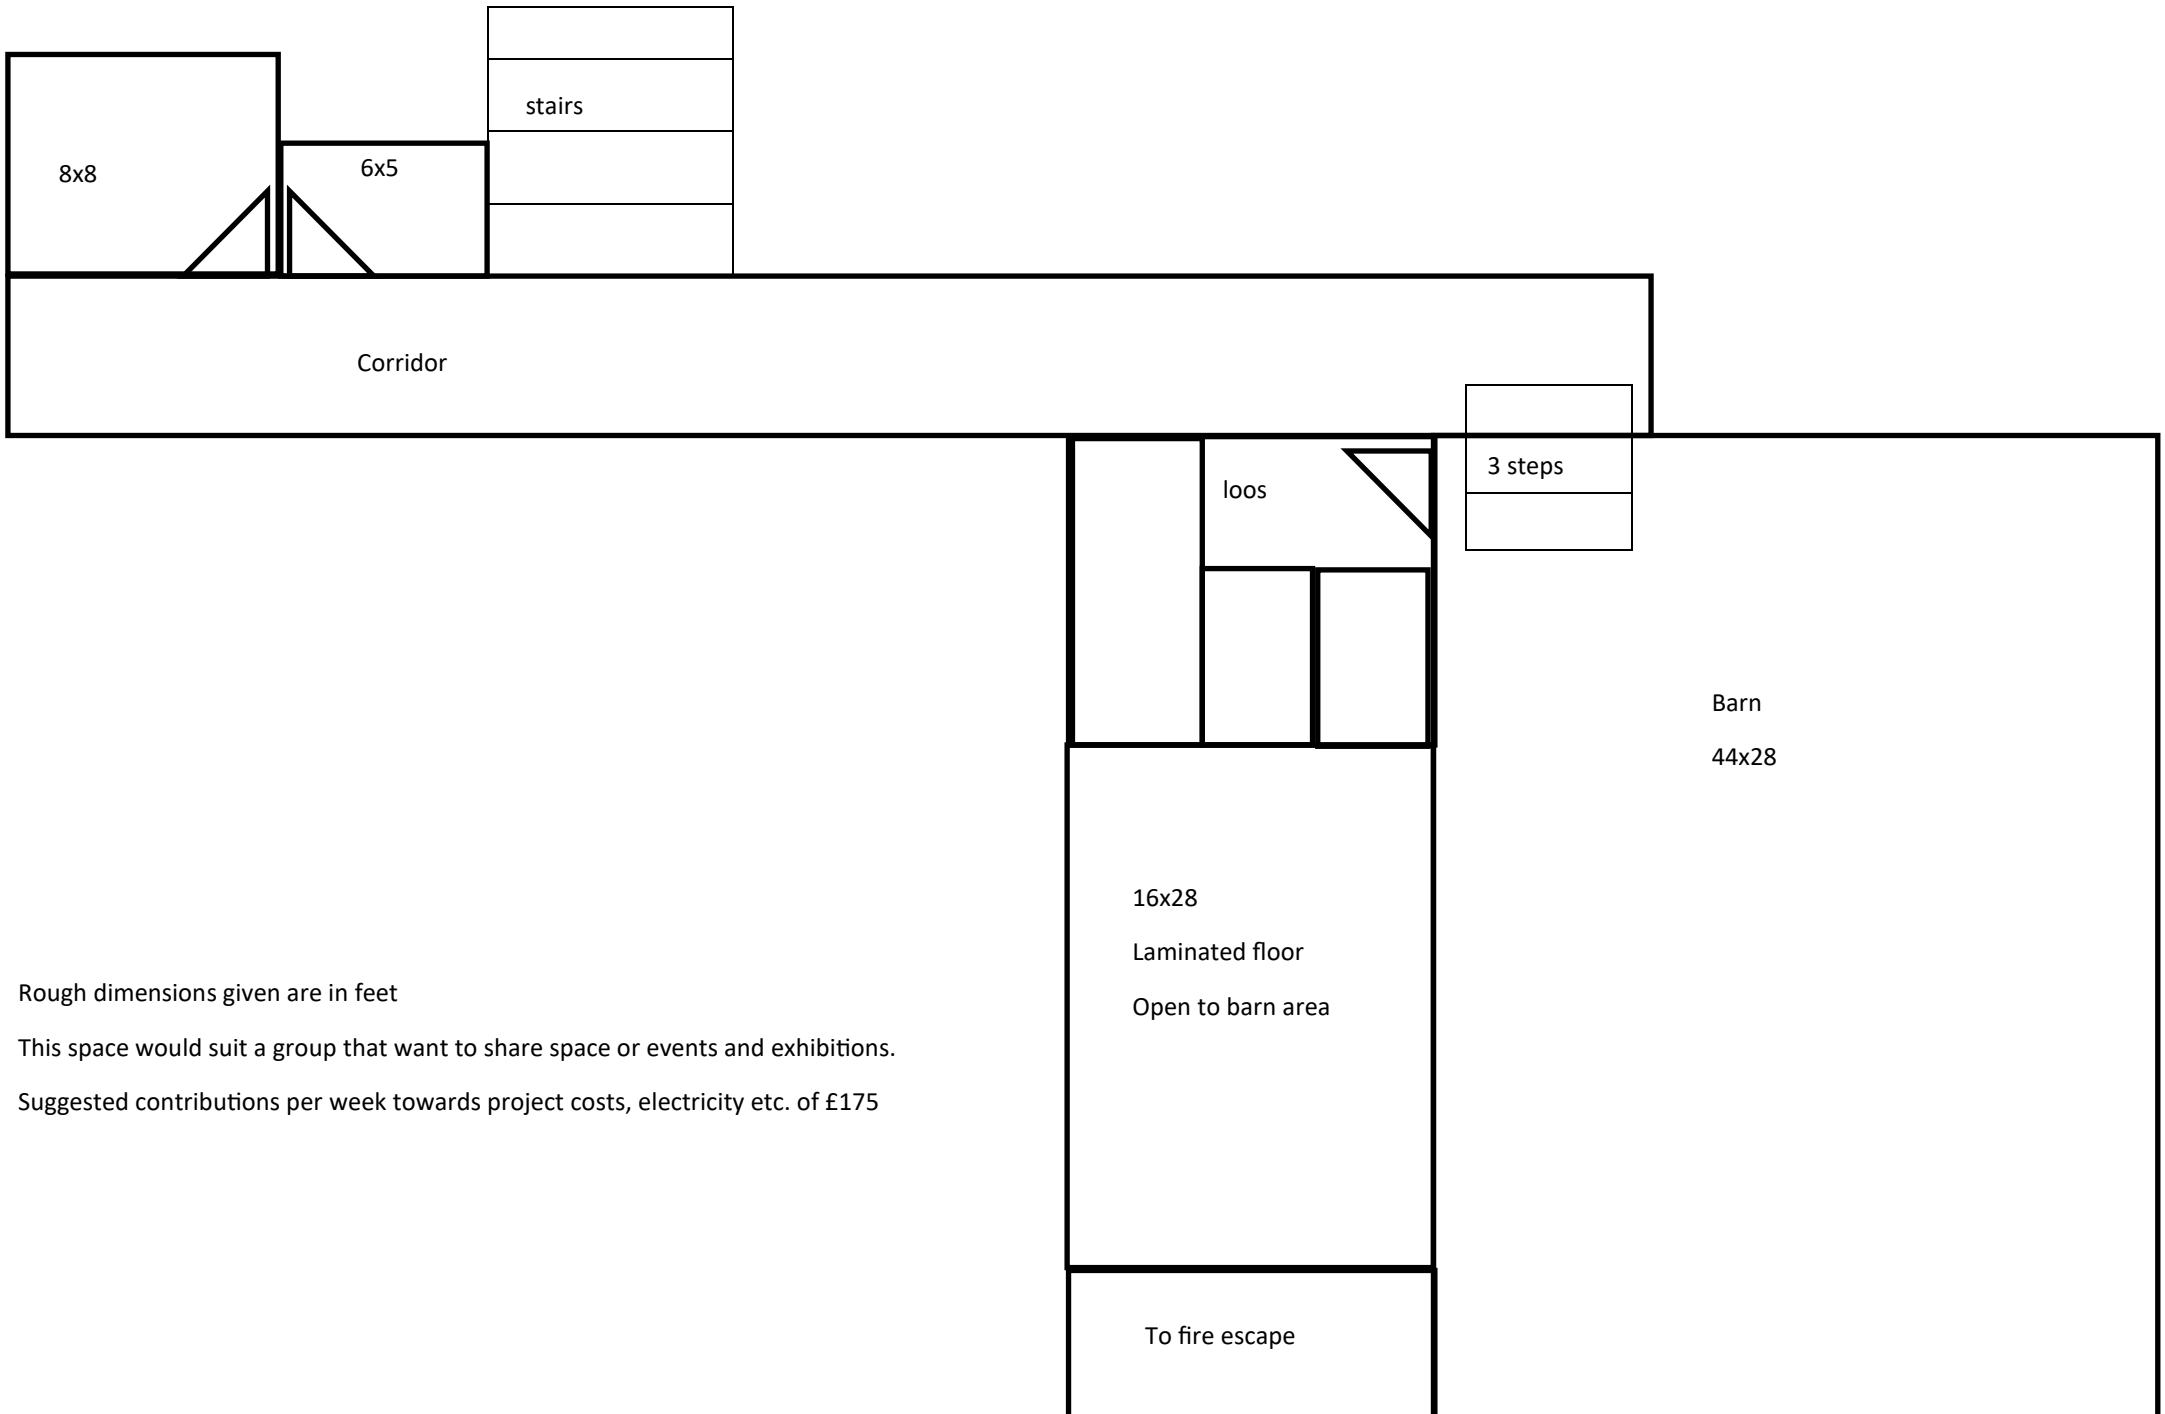 stairs
8x8
6x5
Corridor
3 steps
loos
Barn
44x28
16x28
Laminated floor
Open to barn area
Rough dimensions given are in feet
This space would suit a group that want to share space or events and exhibitions.
Suggested contributions per week towards project costs, electricity etc. of £175
To fire escape